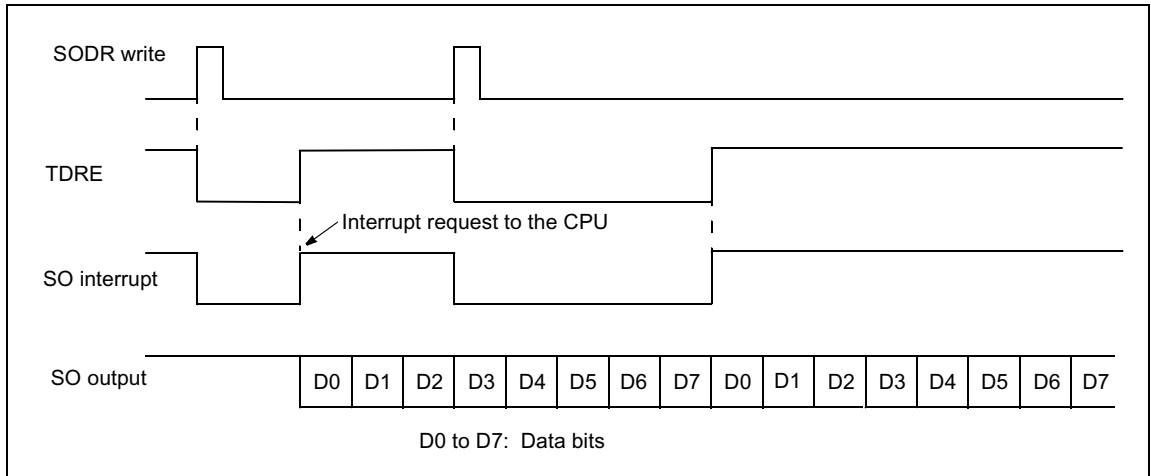 SODR write
TDRE
Interrupt request to the CPU
SO interrupt
SO output
D0 D1 D2 D3 D4 D5 D6 D7 D0 D1 D2 D3 D4 D5 D6 D7
D0 to D7: Data bits